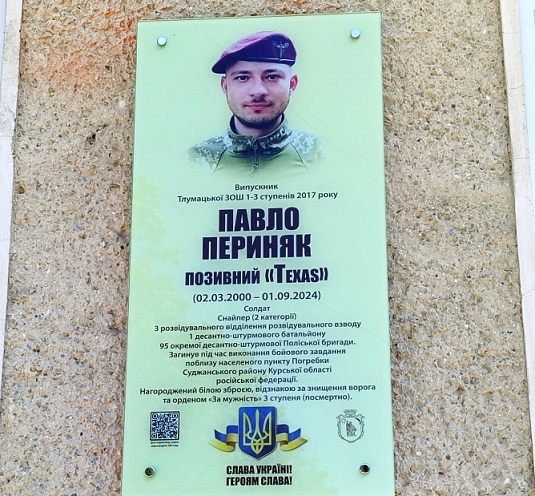 Випускник
Тлумацької ЗОШ 1-3 ступенів 2017 року
ПАВЛО
ПЕРИНЯК
ПОЗИВНИЙ «TEXAS»
(02.03.2000 – 01.09.2024)
Солдат
Снайпер (2 категорії)
3 розвідувального відділення розвідувального взводу
1 десантно-штурмового батальйону
95 окремої десантно-штурмової Поліської бригади.
Загинув під час виконання бойового завдання
поблизу населеного пункту Погребки
Суджанського району Курської області
російської федерації.
Нагороджений білою зброєю, відзнакою за знищення ворога
та орденом «За мужність» 3 ступеня (посмертно).
СЛАВА УКРАЇНІ!
ГЕРОЯМ СЛАВА!